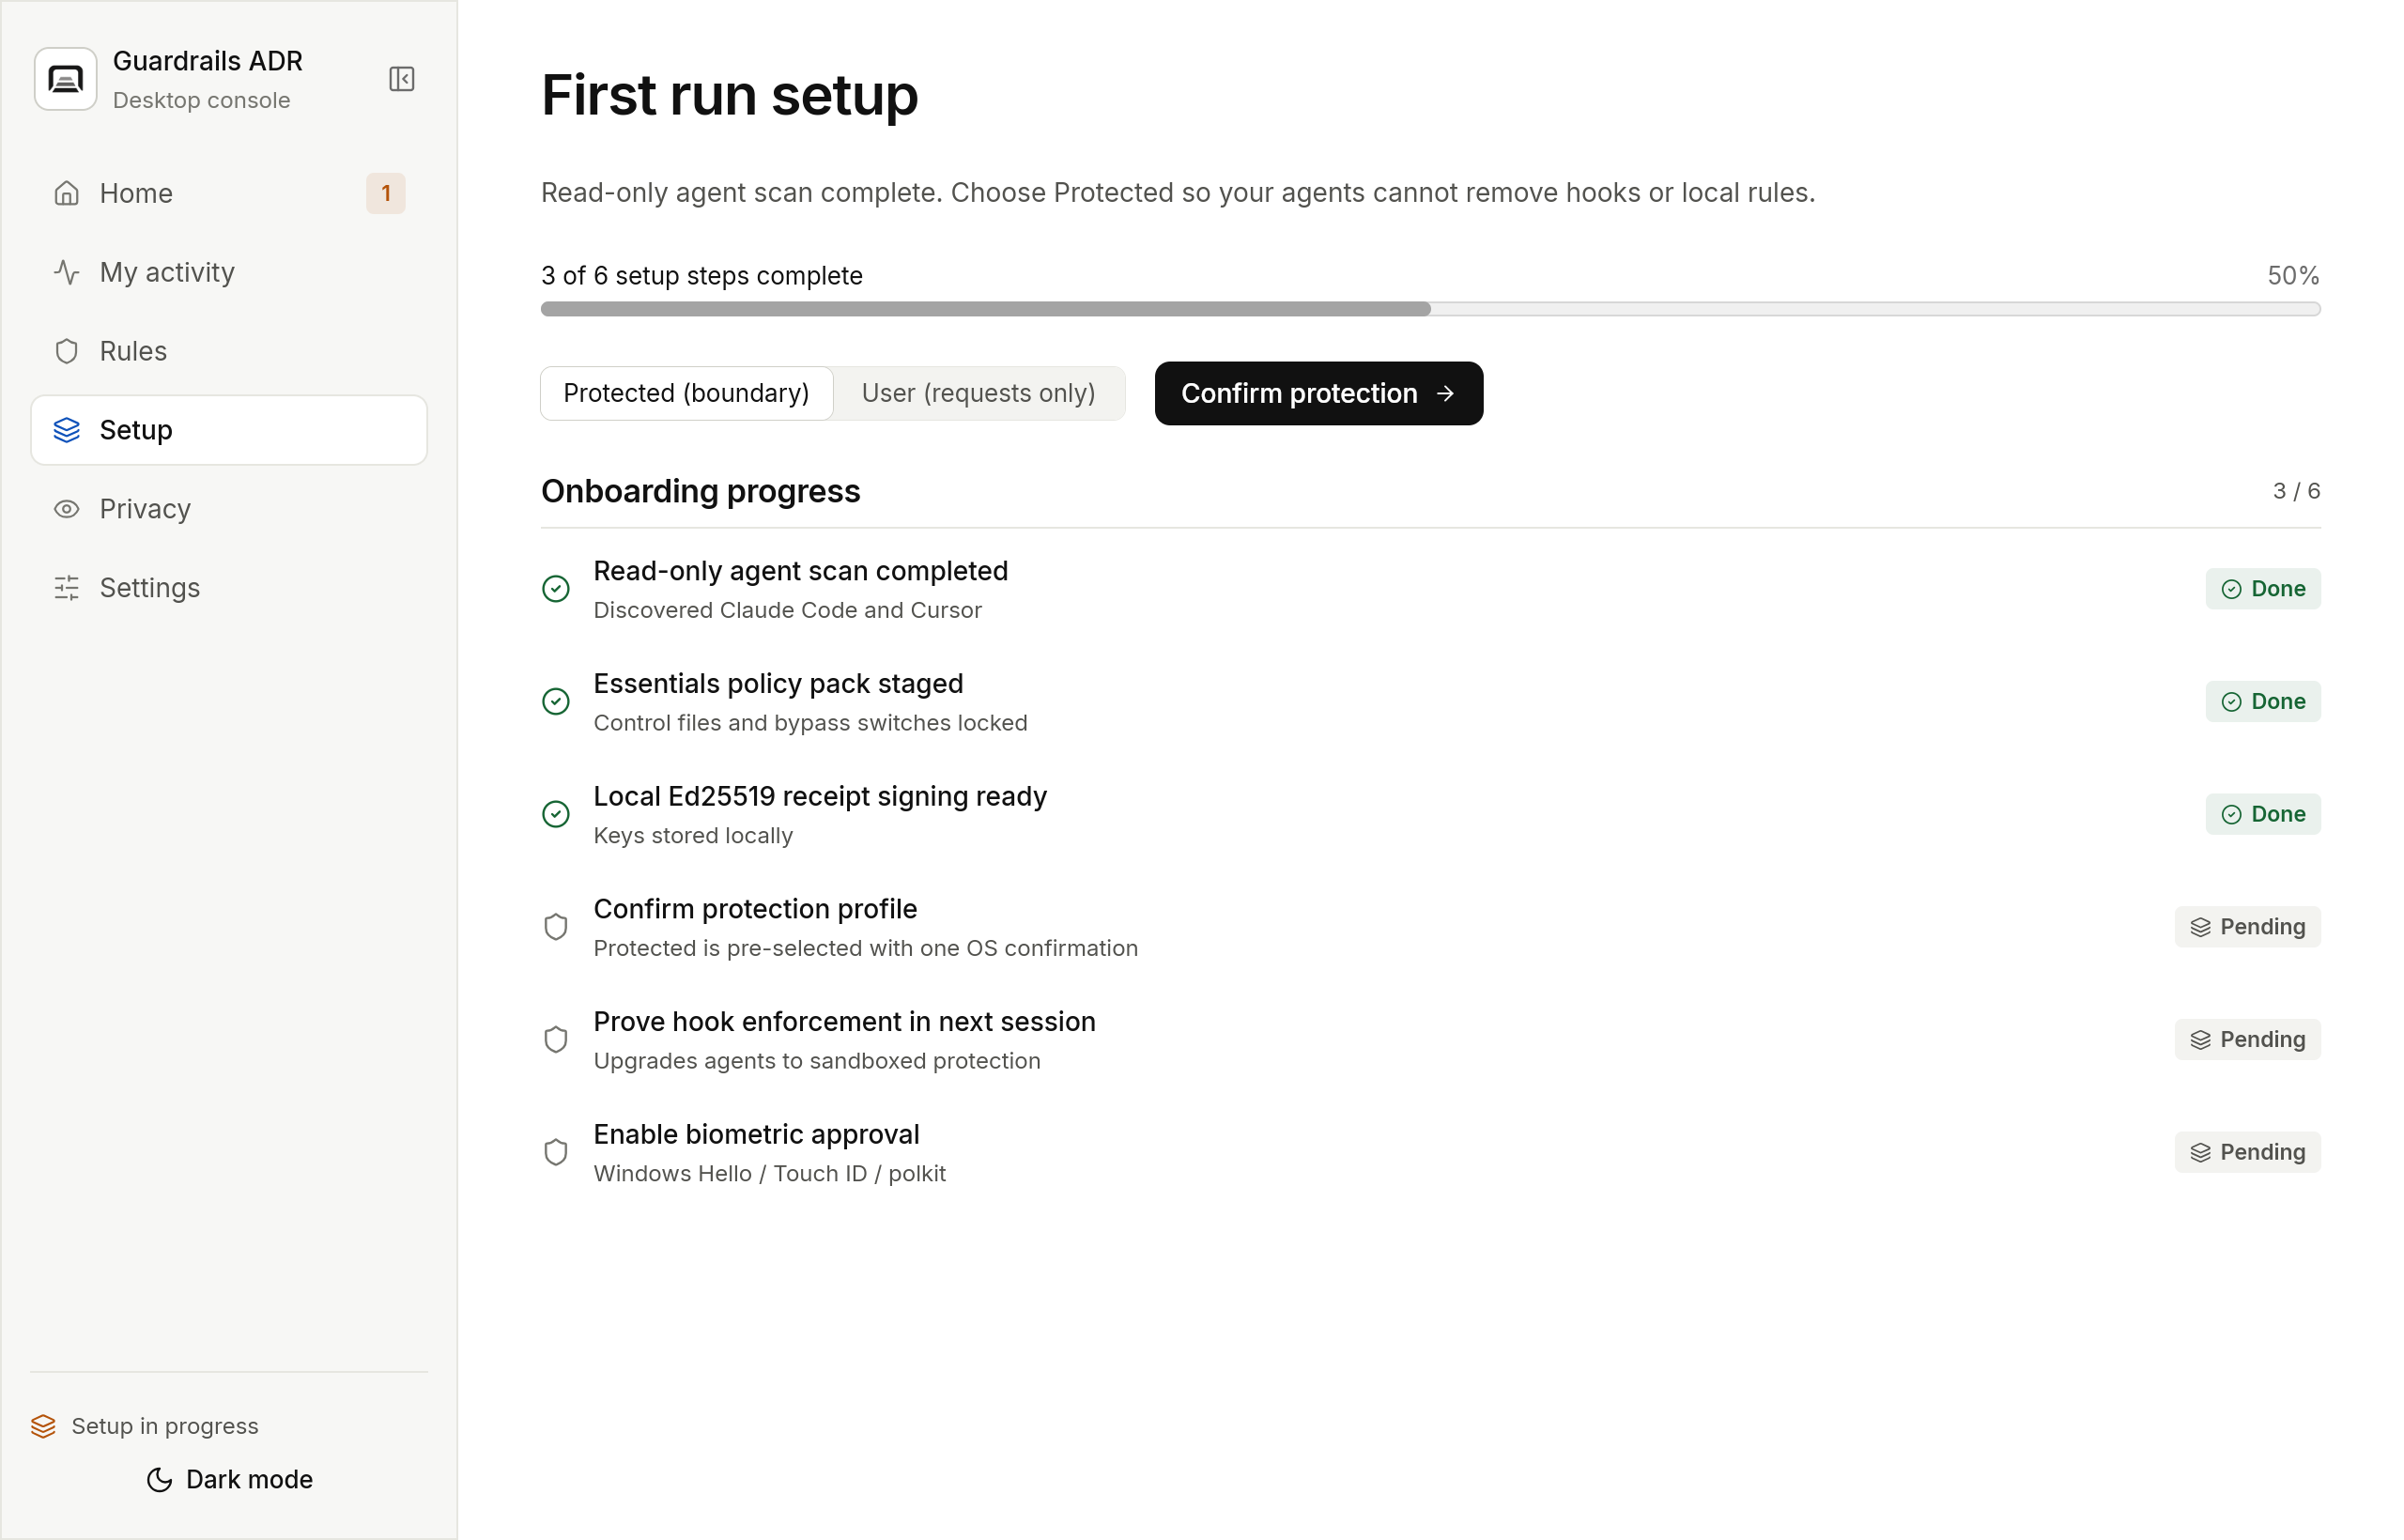 Guardrails ADR
Desktop console
Home
1
My activity
Rules
Setup
Privacy
Settings
Setup in progress
Dark mode
First run setup
Read-only agent scan complete. Choose Protected so your agents cannot remove hooks or local rules.
3 of 6 setup steps complete
50%
Protected (boundary)
User (requests only)
Confirm protection
Onboarding progress
3 / 6
Read-only agent scan completed
Discovered Claude Code and Cursor
Done
Essentials policy pack staged
Control files and bypass switches locked
Done
Local Ed25519 receipt signing ready
Keys stored locally
Done
Confirm protection profile
Protected is pre-selected with one OS confirmation
Pending
Prove hook enforcement in next session
Upgrades agents to sandboxed protection
Pending
Enable biometric approval
Windows Hello / Touch ID / polkit
Pending